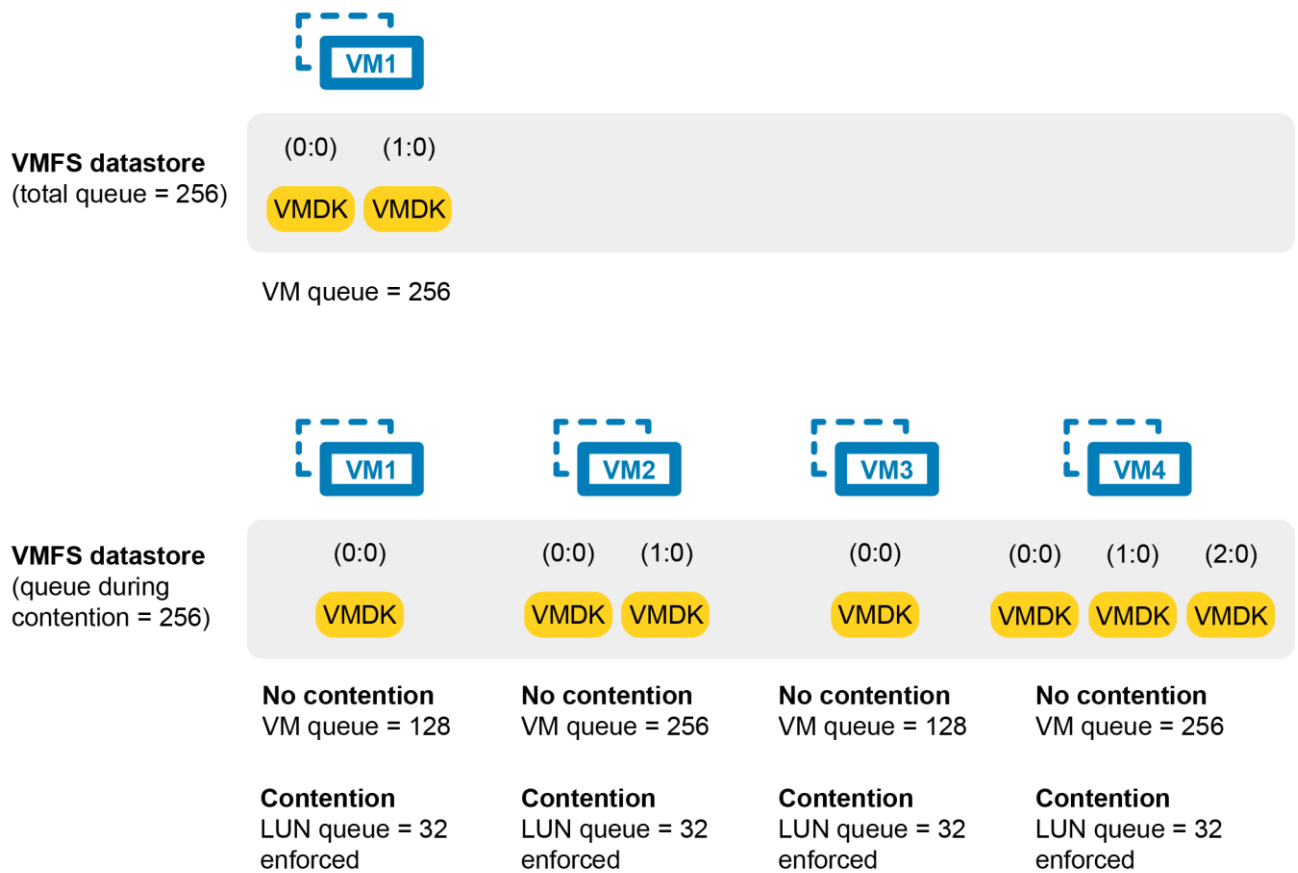 VM1
VMFS datastore
(total queue = 256)
(0:0) (1:0)
VMDK VMDK
VM queue = 256
VM1 VM2 VM3 VM4
VMFS datastore
(queue during
contention = 256)
(0:0) (0:0) (1:0) (0:0) (0:0) (1:0) (2:0)
VMDK VMDK VMDK VMDK VMDK VMDK VMDK
No contention No contention No contention No contention
VM queue = 128 VM queue = 256 VM queue = 128 VM queue = 256
Contention Contention Contention Contention
LUN queue = 32 LUN queue = 32 LUN queue = 32 LUN queue = 32
enforced enforced enforced enforced